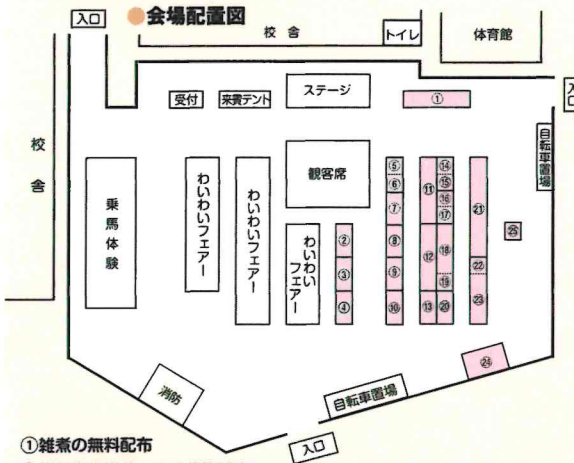 入口
●会場配置図
校舎
トイレ
体育館
受付
来賓テント
ステージ
①
入口
自転車置場
校舎
乗馬体験
わいわいフェアー
わいわいフェアー
観客席
わいわいフェアー
②
③
④
⑤
⑥
⑦
⑧
⑨
⑩
⑪
⑫
⑬
⑭
⑮
⑯
⑰
⑱
⑲
⑳
㉑
㉒
㉓
㉔
㉕
消防
自転車置場
入口
①雑煮の無料配布